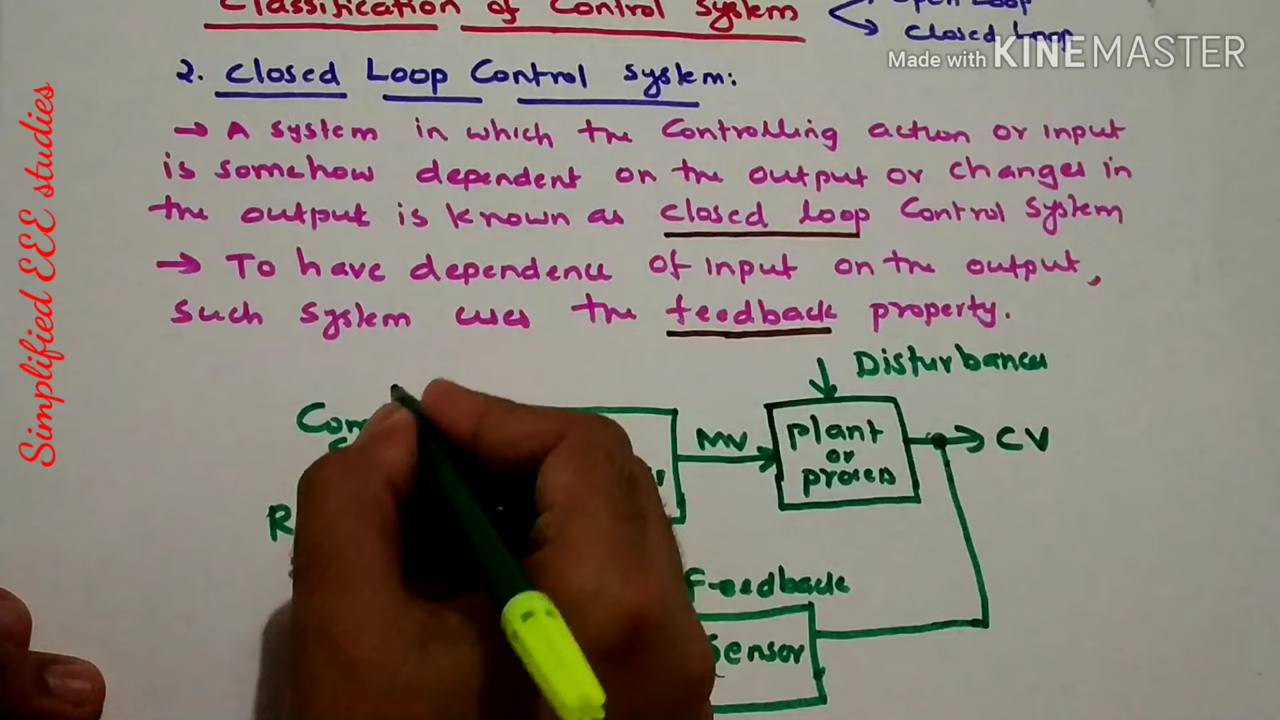 Classification of Control System
Open Loop
Closed Loop
Made with KINEMASTER
2. Closed Loop Control system:
→ A system in which the Controlling action or input
is somehow dependent on the output or changes in
the output is known as closed loop Control System
→ To have dependence of input on the output,
Such system uses the feedback property.
Disturbances
MV
plant
or
process
CV
Feedback
Sensor
Simplified EEE studies